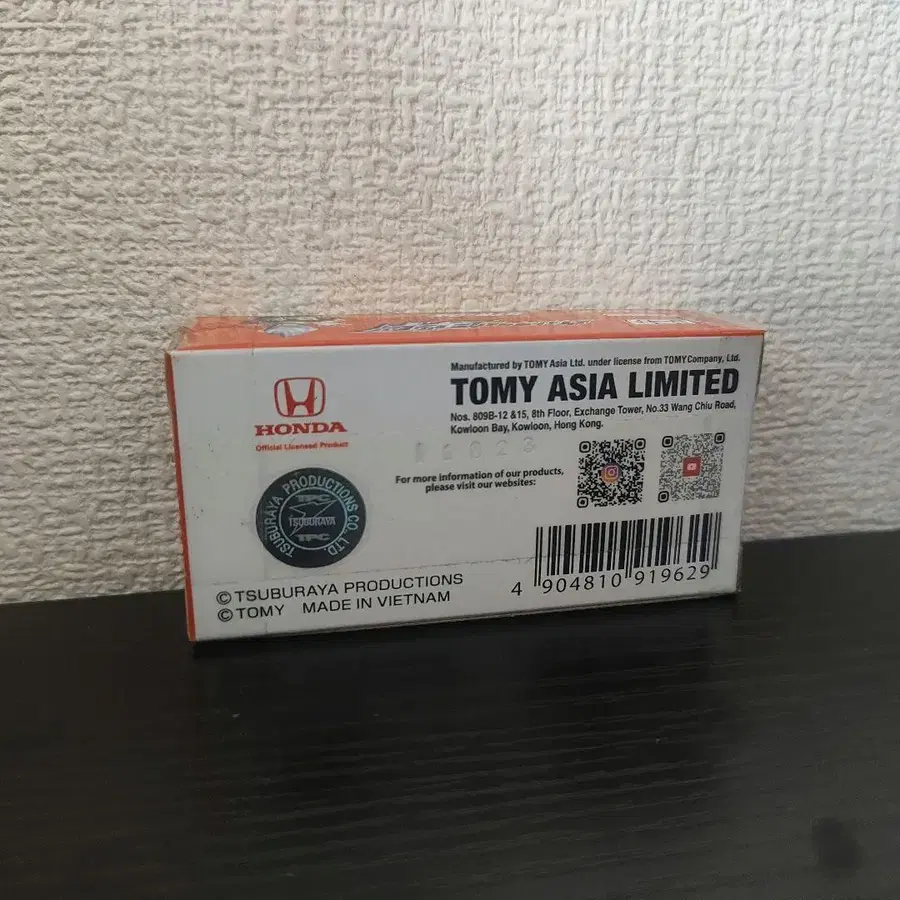 Manufactured by TOMY Asia Ltd. under license from TOMY Company, Ltd.
TOMY ASIA LIMITED
Nos. 809B-12 &15, 8th Floor, Exchange Tower, No.33 Wang Chiu Road,
Kowloon Bay, Kowloon, Hong Kong.
HONDA
Official Licensed Product
For more information of our products,
please visit our websites:
TSUBURAYA PRODUCTIONS CO., LTD.
TPC
TSUBURAYA
TPC
4 904810 919629
© TSUBURAYA PRODUCTIONS
© TOMY MADE IN VIETNAM